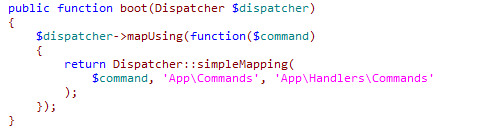 public function boot(Dispatcher $dispatcher)
{
    $dispatcher->mapUsing(function($command)
    {
        return Dispatcher::simpleMapping(
            $command, 'App\Commands', 'App\Handlers\Commands'
        );
    });
}